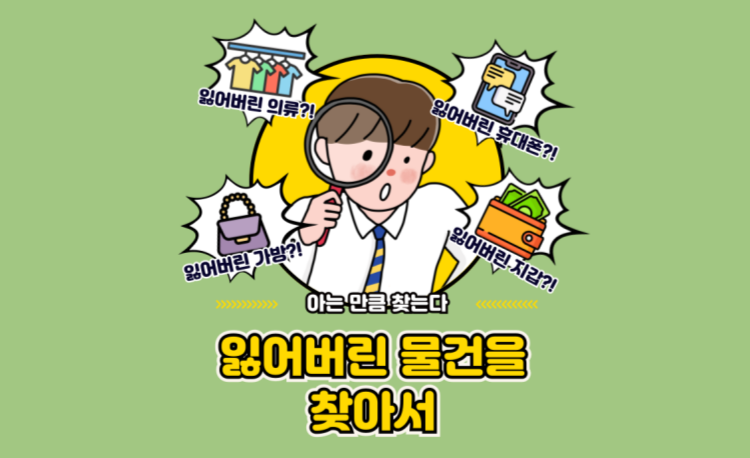 잃어버린 의류?!
잃어버린 휴대폰?!
잃어버린 가방?!
잃어버린 지갑?!
아는 만큼 찾는다
잃어버린 물건을
찾아서